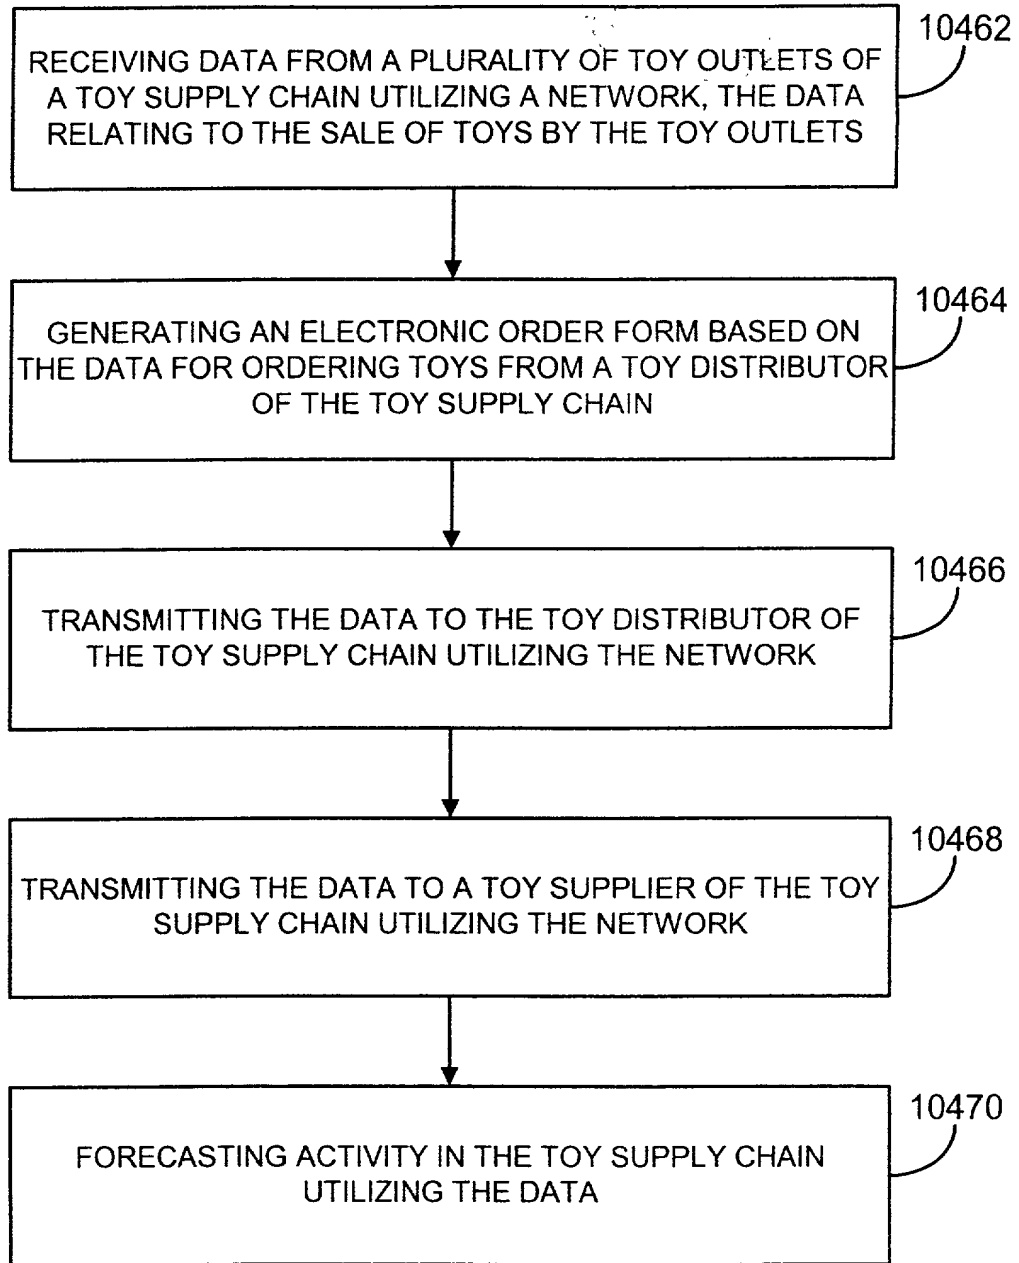 10462
RECEIVING DATA FROM A PLURALITY OF TOY OUTLETS OF
A TOY SUPPLY CHAIN UTILIZING A NETWORK, THE DATA
RELATING TO THE SALE OF TOYS BY THE TOY OUTLETS
10464
GENERATING AN ELECTRONIC ORDER FORM BASED ON
THE DATA FOR ORDERING TOYS FROM A TOY DISTRIBUTOR
OF THE TOY SUPPLY CHAIN
10466
TRANSMITTING THE DATA TO THE TOY DISTRIBUTOR OF
THE TOY SUPPLY CHAIN UTILIZING THE NETWORK
10468
TRANSMITTING THE DATA TO A TOY SUPPLIER OF THE TOY
SUPPLY CHAIN UTILIZING THE NETWORK
10470
FORECASTING ACTIVITY IN THE TOY SUPPLY CHAIN
UTILIZING THE DATA